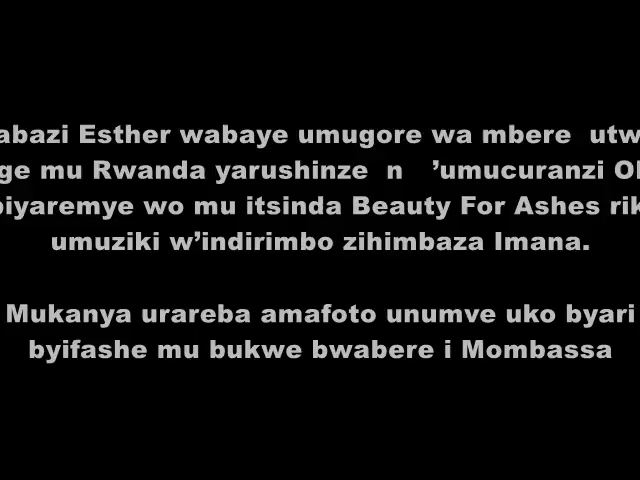 abazi Esther wabaye umugore wa mbere utw
ge mu Rwanda yarushinze n ’umucuranzi Ol
biyaremye wo mu itsinda Beauty For Ashes rik
umuziki w’indirimbo zihimbaza Imana.
Mukanya urareba amafoto unumve uko byari
byifashe mu bukwe bwabere i Mombassa